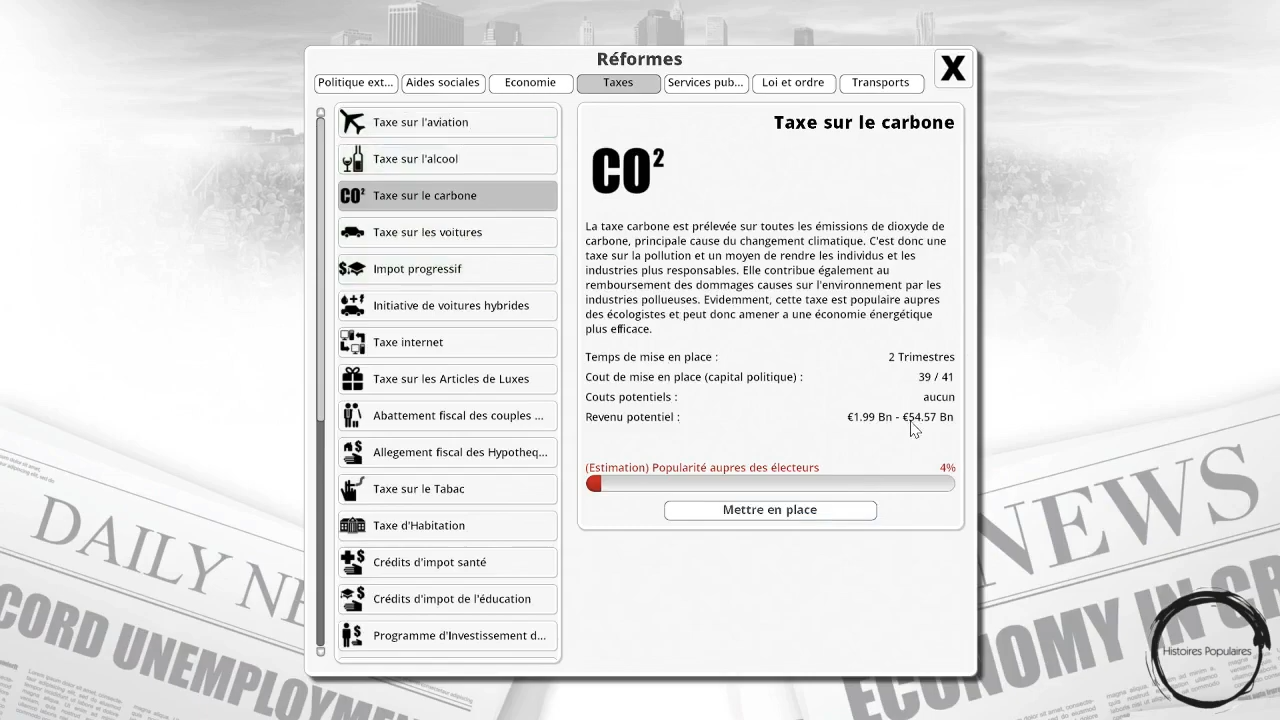 Réformes
X
Politique ext...
Aides sociales
Economie
Taxes
Services pub...
Loi et ordre
Transports
Taxe sur l'aviation
Taxe sur l'alcool
CO² Taxe sur le carbone
Taxe sur les voitures
Impot progressif
Initiative de voitures hybrides
Taxe internet
Taxe sur les Articles de Luxes
Abattement fiscal des couples ...
Allegement fiscal des Hypotheq...
Taxe sur le Tabac
Taxe d'Habitation
Crédits d'impot santé
Crédits d'impot de l'éducation
Programme d'Investissement d...
Taxe sur le carbone
CO²
La taxe carbone est prélevée sur toutes les émissions de dioxyde de
carbone, principale cause du changement climatique. C'est donc une
taxe sur la pollution et un moyen de rendre les individus et les
industries plus responsables. Elle contribue également au
remboursement des dommages causes sur l'environnement par les
industries pollueuses. Evidemment, cette taxe est populaire aupres
des écologistes et peut donc amener a une économie énergétique
plus efficace.
Temps de mise en place : 2 Trimestres
Cout de mise en place (capital politique) : 39 / 41
Couts potentiels : aucun
Revenu potentiel : €1.99 Bn - €54.57 Bn
(Estimation) Popularité aupres des électeurs 4%
Mettre en place
DAILY NE
CORD UNEMPLOYM
NEWS
ECONOMY IN CR
Histoires Populaires